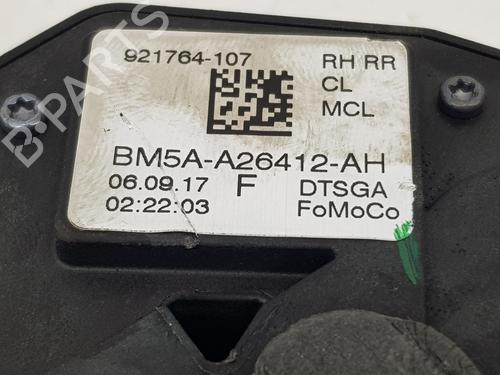 921764-107 RH RR
CL
MCL
BM5A-A26412-AH
06.09.17 F DTSGA
02:22:03 FoMoCo
B-PARTS